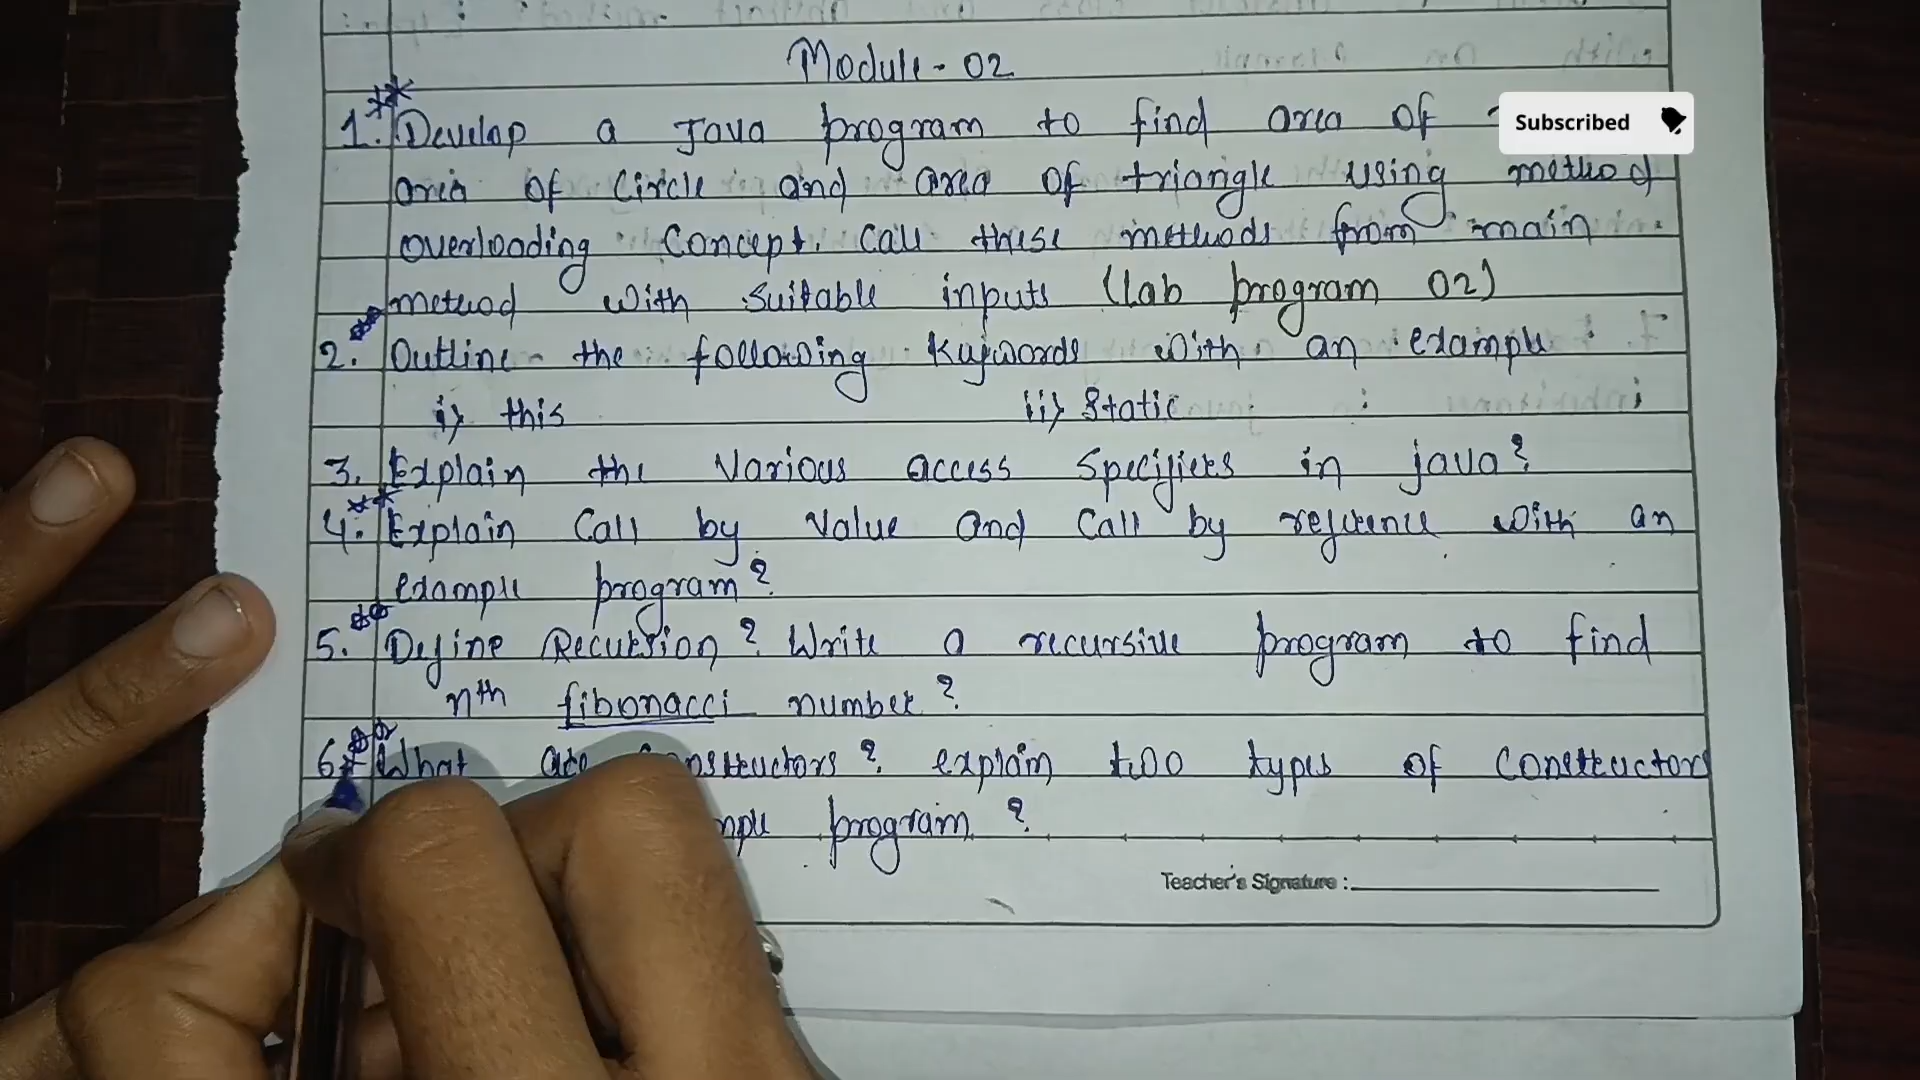 Module - 02
1. Develop a Java program to find area of
area of Circle and area of triangle using method
overloading Concept. Call these methods from main
method with suitable inputs (lab program 02)
2. Outline the following Keywords with an example :
i) this ii) Static
3. Explain the Various access Specifiers in java?
4. Explain Call by Value and Call by reference with an
example program?
5. Define Recursion? Write a recursive program to find
nth fibonacci number?
6. What are constructors? explain two types of Constructors
program?
Teacher's Signature :
Subscribed